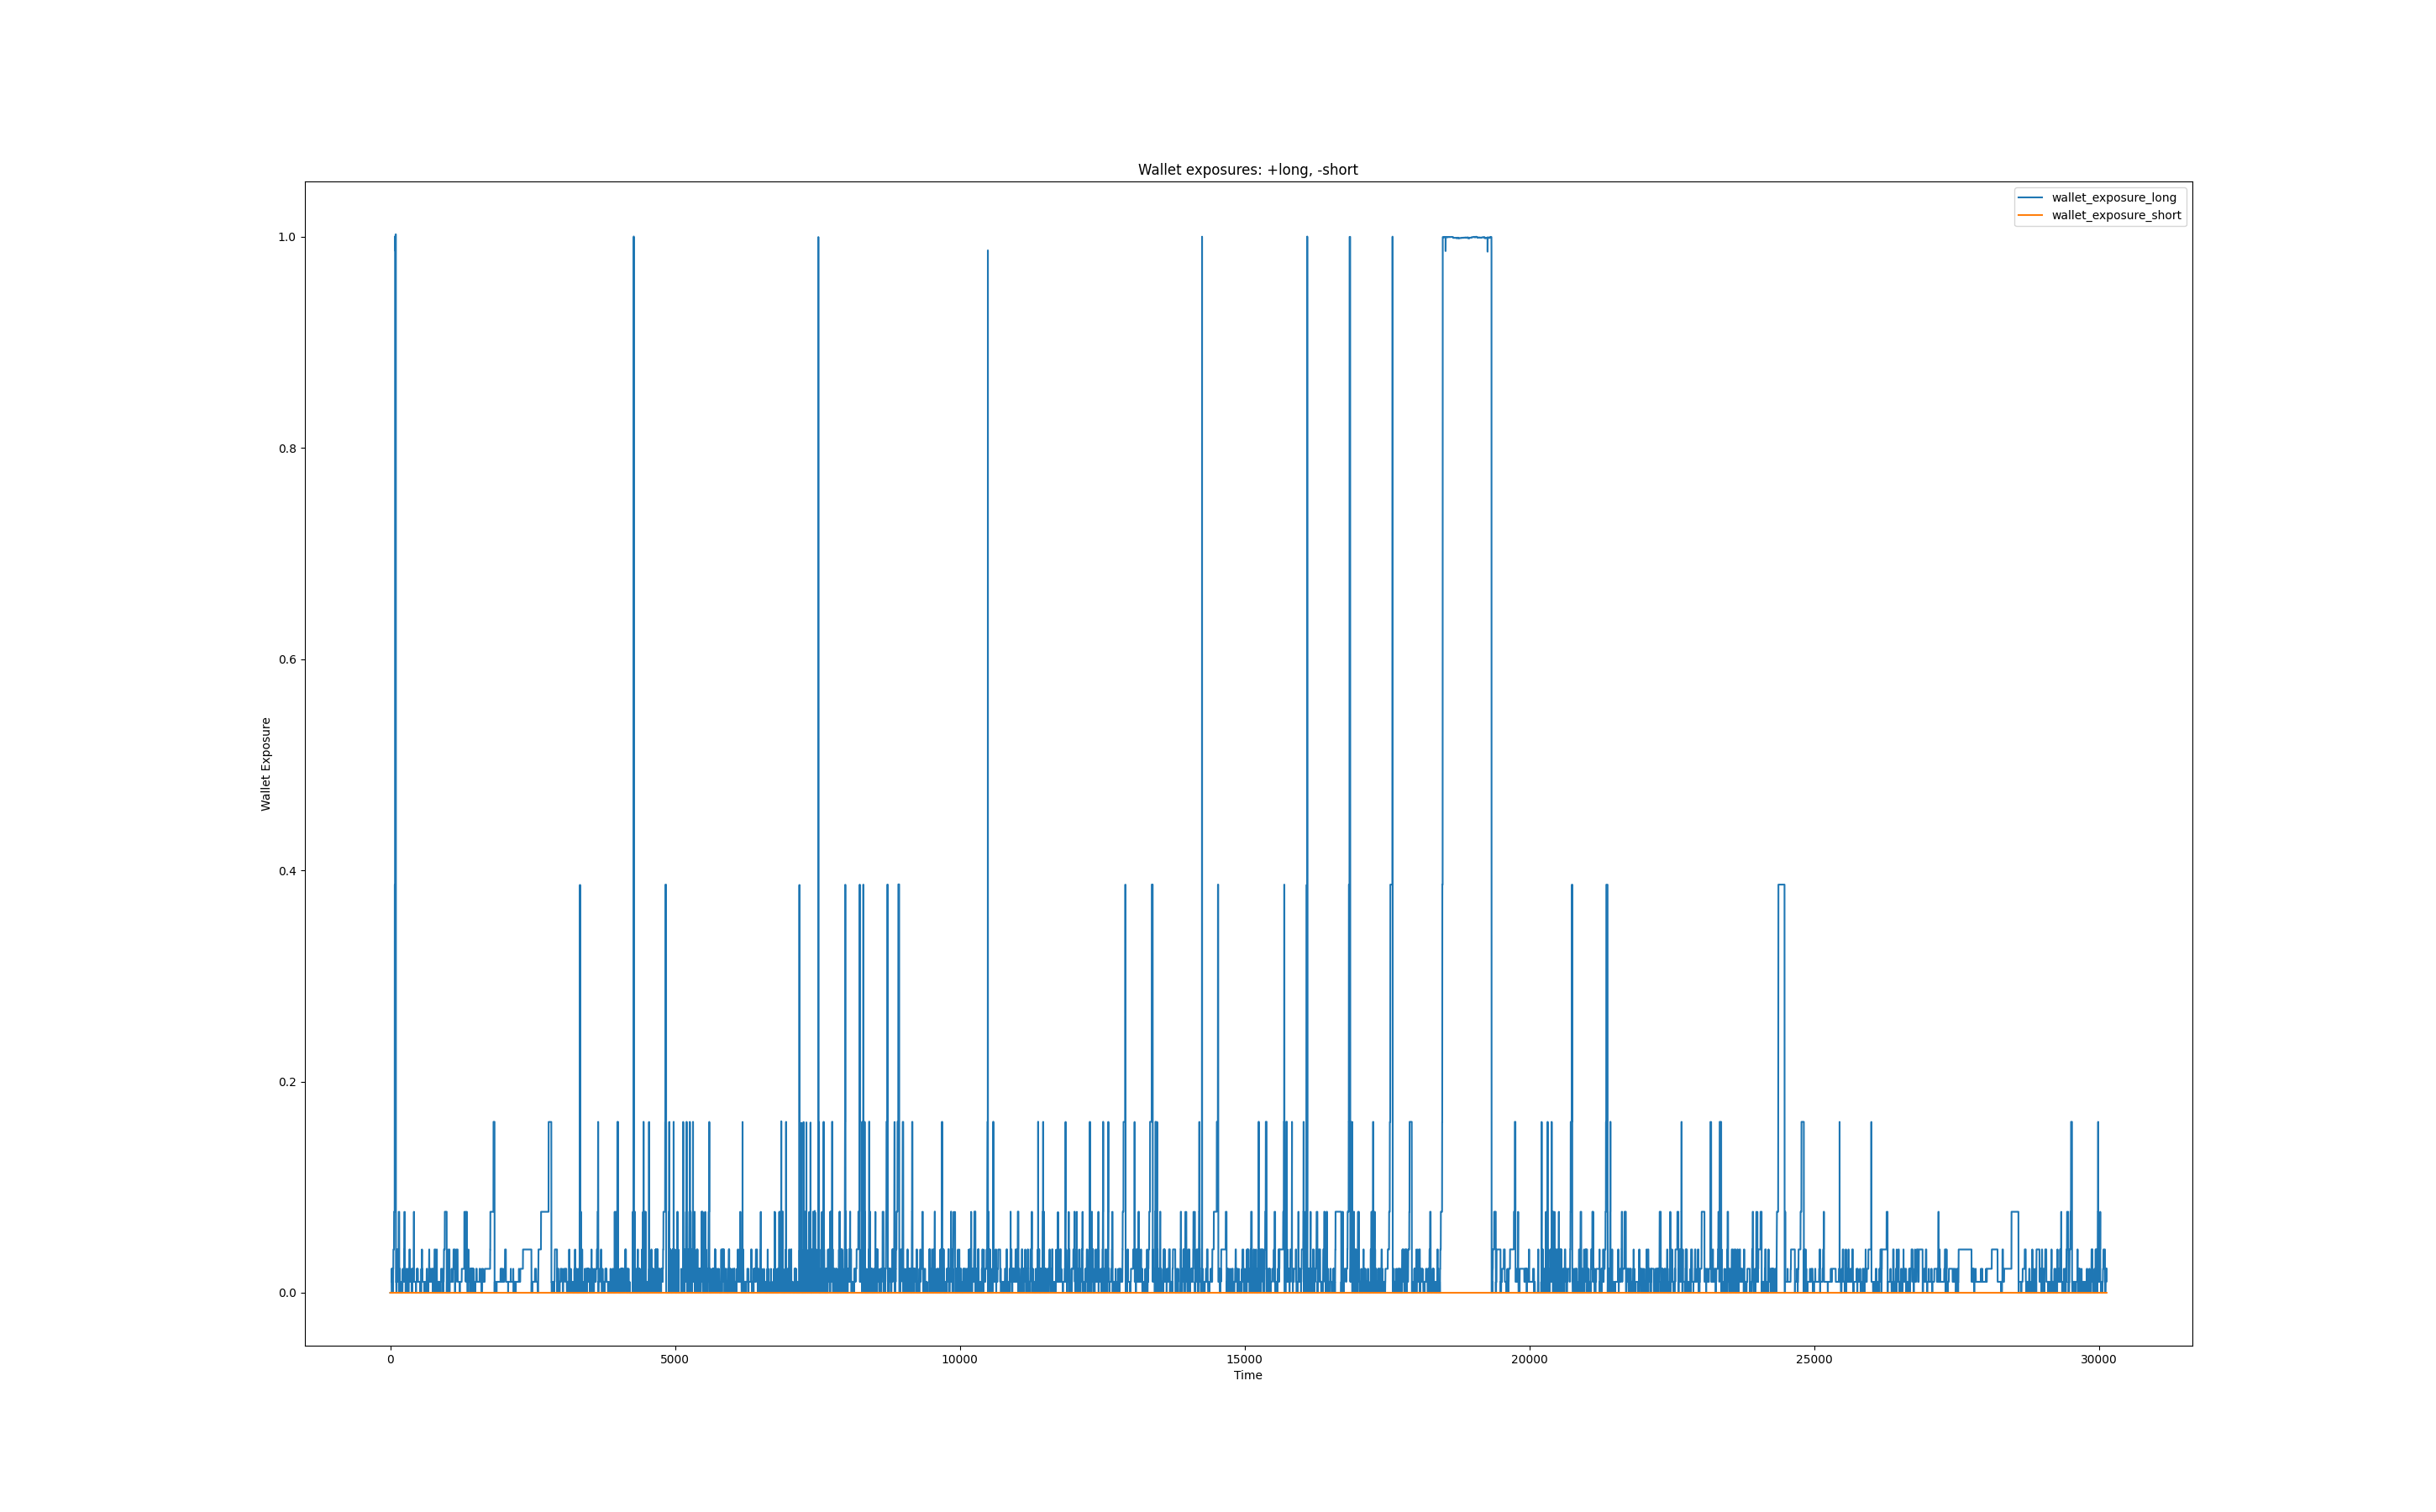 Wallet exposures: +long, -short
wallet_exposure_long
wallet_exposure_short
1.0
0.8
0.6
0.4
0.2
0.0
Wallet Exposure
0 5000 10000 15000 20000 25000 30000
Time